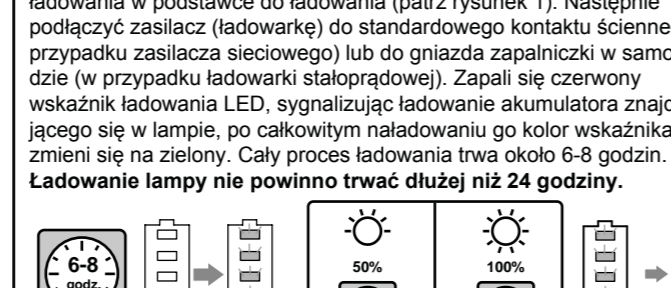 ładowania w podstawce do ładowania (patrz rysunek 1). Następnie
podłączyć zasilacz (ładowarkę) do standardowego kontaktu ścienne
przypadku zasilacza sieciowego) lub do gniazda zapalniczki w samo
dzie (w przypadku ładowarki stałoprądowej). Zapali się czerwony
wskaźnik ładowania LED, sygnalizując ładowanie akumulatora znajd
jącego się w lampie, po całkowitym naładowaniu go kolor wskaźnika
zmieni się na zielony. Cały proces ładowania trwa około 6-8 godzin.
Ładowanie lampy nie powinno trwać dłużej niż 24 godziny.
6-8
godz.
50%
100%